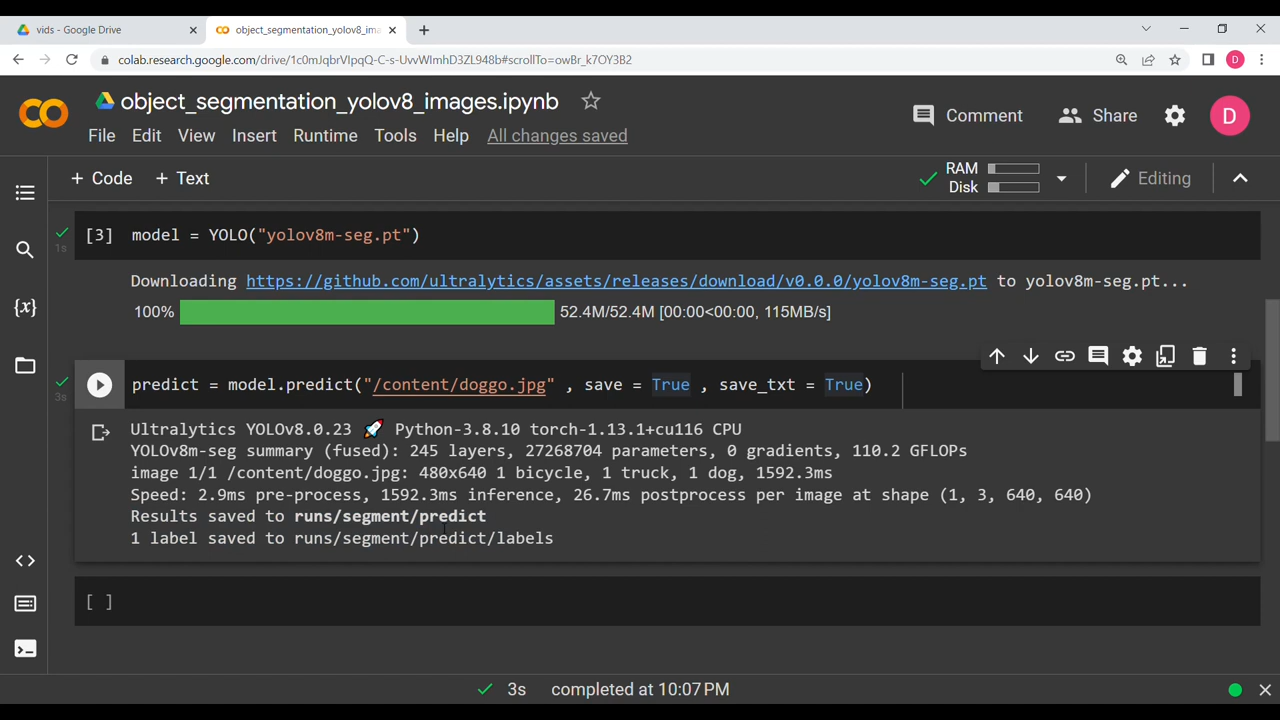 vids - Google Drive
object_segmentation_yolov8_ima
colab.research.google.com/drive/1c0mJqbrVIpqQ-C-s-UvvWlmhD3ZL948b#scrollTo=owBr_k7OY3B2
D
object_segmentation_yolov8_images.ipynb
Comment
Share
D
File Edit View Insert Runtime Tools Help All changes saved
+ Code + Text
RAM
Disk
Editing
[3] model = YOLO("yolov8m-seg.pt")
1s
Downloading https://github.com/ultralytics/assets/releases/download/v0.0.0/yolov8m-seg.pt to yolov8m-seg.pt...
100% 52.4M/52.4M [00:00<00:00, 115MB/s]
{x}
predict = model.predict("/content/doggo.jpg" , save = True , save_txt = True)
3s
Ultralytics YOLOv8.0.23 🚀 Python-3.8.10 torch-1.13.1+cu116 CPU
YOLOv8m-seg summary (fused): 245 layers, 27268704 parameters, 0 gradients, 110.2 GFLOPs
image 1/1 /content/doggo.jpg: 480x640 1 bicycle, 1 truck, 1 dog, 1592.3ms
Speed: 2.9ms pre-process, 1592.3ms inference, 26.7ms postprocess per image at shape (1, 3, 640, 640)
Results saved to runs/segment/predict
1 label saved to runs/segment/predict/labels
[ ]
3s completed at 10:07 PM